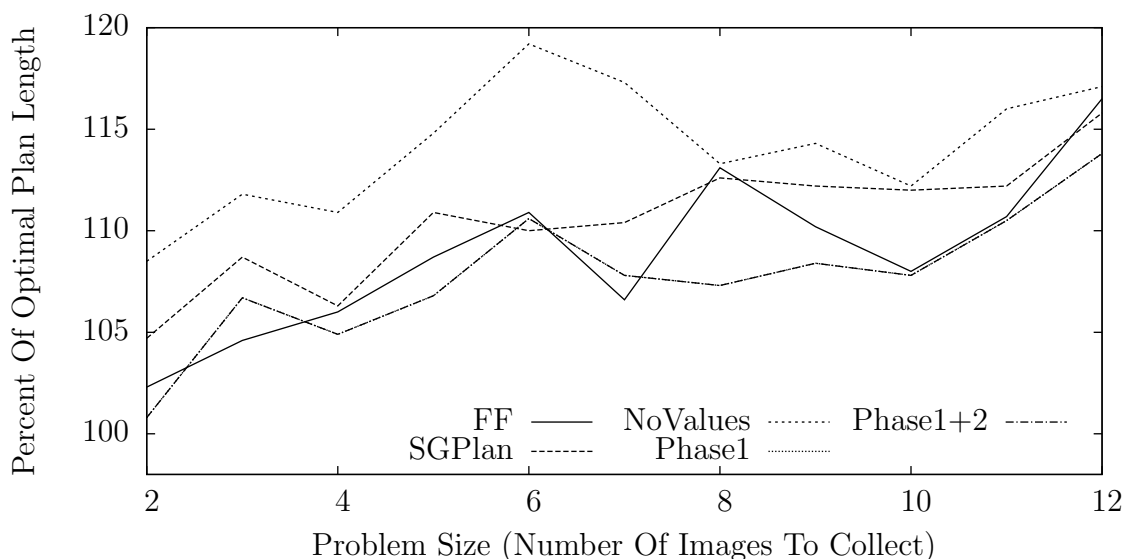 120
115
110
105
100
Percent Of Optimal Plan Length
FF NoValues Phase1+2
SGPlan Phase1
2 4 6 8 10 12
Problem Size (Number Of Images To Collect)